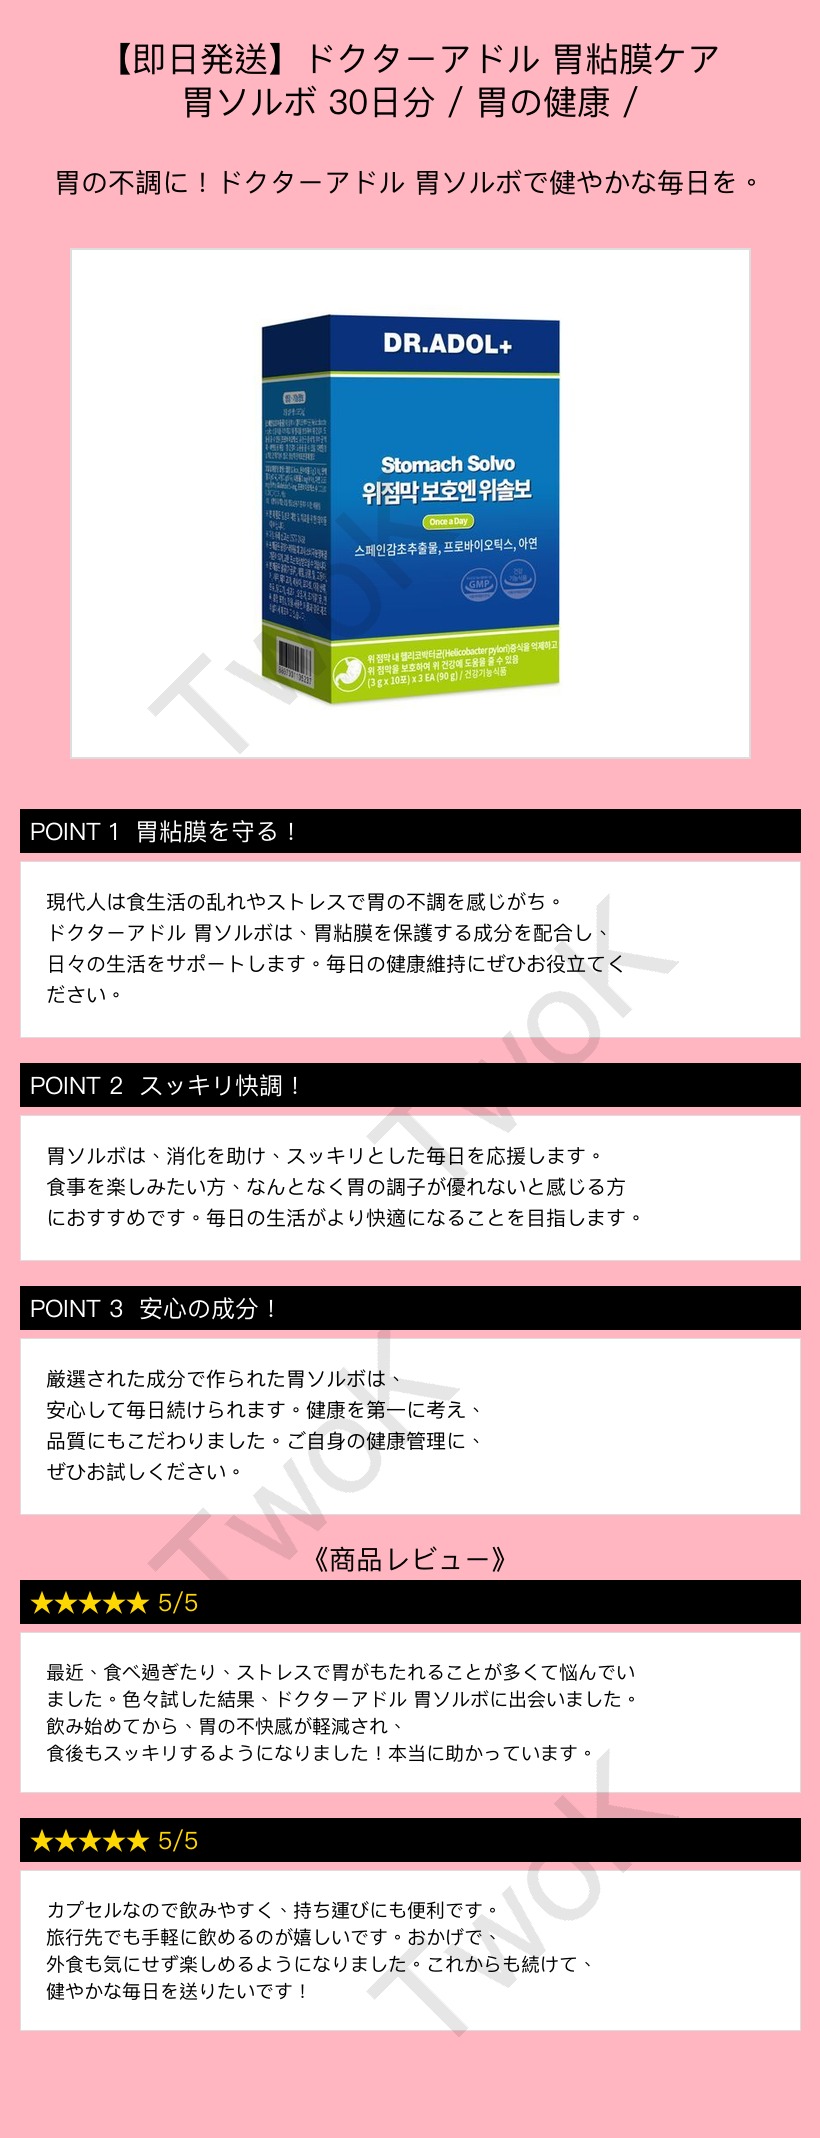 【即日発送】ドクターアドル 胃粘膜ケア
胃ソルボ 30日分 / 胃の健康 /
胃の不調に！ドクターアドル 胃ソルボで健やかな毎日を。
DR.ADOL+
Stomach Solvo
위점막 보호엔 위솔보
Once a Day
스페인감초추출물, 프로바이오틱스, 아연
GMP
건강
기능식품
위 점막 내 헬리코박터균(Helicobacter pylori)증식을 억제하고
위 점막을 보호하여 위 건강에 도움을 줄 수 있음
(3 g x 10포) x 3 EA (90 g) / 건강기능식품
TwoK
POINT 1 胃粘膜を守る！
現代人は食生活の乱れやストレスで胃の不調を感じがち。
ドクターアドル 胃ソルボは、胃粘膜を保護する成分を配合し、
日々の生活をサポートします。毎日の健康維持にぜひお役立てく
ださい。
TwoK
POINT 2 スッキリ快調！
胃ソルボは、消化を助け、スッキリとした毎日を応援します。
食事を楽しみたい方、なんとなく胃の調子が優れないと感じる方
におすすめです。毎日の生活がより快適になることを目指します。
POINT 3 安心の成分！
厳選された成分で作られた胃ソルボは、
安心して毎日続けられます。健康を第一に考え、
品質にもこだわりました。ご自身の健康管理に、
ぜひお試しください。
TwoK
《商品レビュー》
★★★★★ 5/5
最近、食べ過ぎたり、ストレスで胃がもたれることが多くて悩んでい
ました。色々試した結果、ドクターアドル 胃ソルボに出会いました。
飲み始めてから、胃の不快感が軽減され、
食後もスッキリするようになりました！本当に助かっています。
★★★★★ 5/5
カプセルなので飲みやすく、持ち運びにも便利です。
旅行先でも手軽に飲めるのが嬉しいです。おかげで、
外食も気にせず楽しめるようになりました。これからも続けて、
健やかな毎日を送りたいです！
TwoK